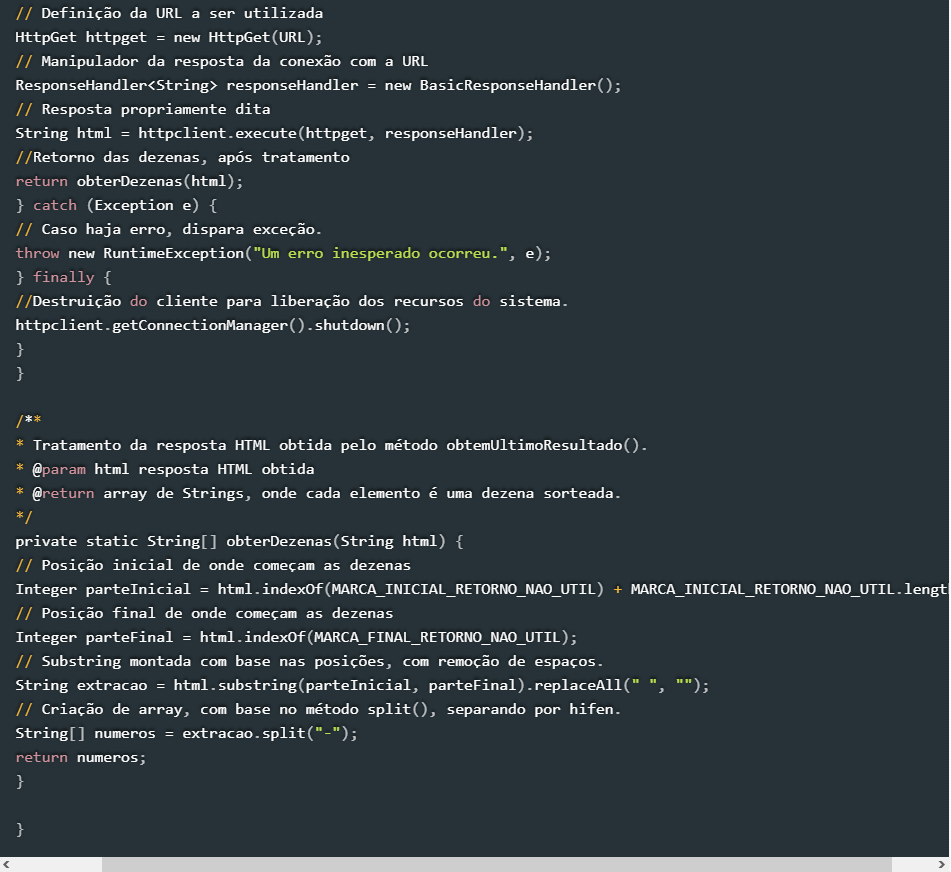 // Definição da URL a ser utilizada
HttpGet httpget = new HttpGet(URL);
// Manipulador da resposta da conexão com a URL
ResponseHandler<String> responseHandler = new BasicResponseHandler();
// Resposta propriamente dita
String html = httpclient.execute(httpget, responseHandler);
//Retorno das dezenas, após tratamento
return obterDezenas(html);
} catch (Exception e) {
// Caso haja erro, dispara exceção.
throw new RuntimeException("Um erro inesperado ocorreu.", e);
} finally {
//Destruição do cliente para liberação dos recursos do sistema.
httpclient.getConnectionManager().shutdown();
}
}
/**
* Tratamento da resposta HTML obtida pelo método obtemUltimoResultado().
* @param html resposta HTML obtida
* @return array de Strings, onde cada elemento é uma dezena sorteada.
*/
private static String[] obterDezenas(String html) {
// Posição inicial de onde começam as dezenas
Integer parteInicial = html.indexOf(MARCA_INICIAL_RETORNO_NAO_UTIL) + MARCA_INICIAL_RETORNO_NAO_UTIL.lengt
// Posição final de onde começam as dezenas
Integer parteFinal = html.indexOf(MARCA_FINAL_RETORNO_NAO_UTIL);
// Substring montada com base nas posições, com remoção de espaços.
String extracao = html.substring(parteInicial, parteFinal).replaceAll(" ", "");
// Criação de array, com base no método split(), separando por hifen.
String[] numeros = extracao.split("-");
return numeros;
}
}